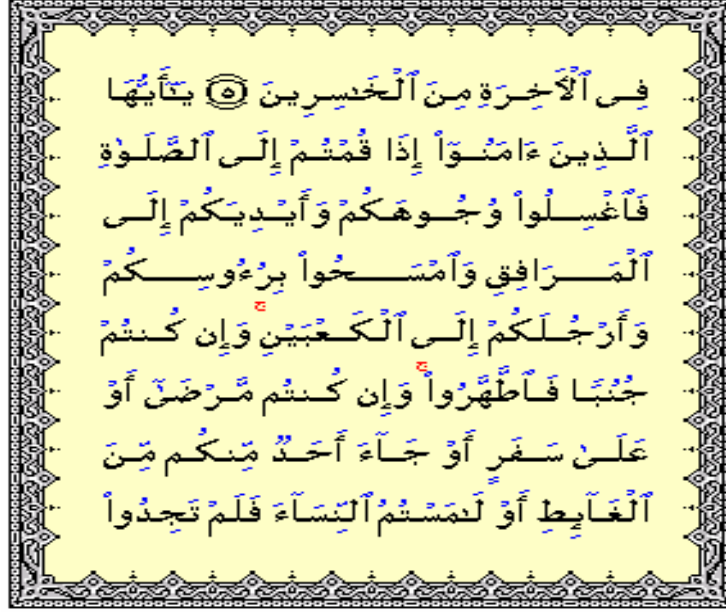 فِى ٱلْأَخِرَةِ مِنَ ٱلْخَـٰسِرِينَ ۝٥ يَـٰٓأَيُّهَا
ٱلَّذِينَ ءَامَنُوٓا۟ إِذَا قُمْتُمْ إِلَى ٱلصَّلَوٰةِ
فَٱغْسِلُوا۟ وُجُوهَكُمْ وَأَيْدِيَكُمْ إِلَى
ٱلْمَرَافِقِ وَٱمْسَحُوا۟ بِرُءُوسِكُمْ
وَأَرْجُلَكُمْ إِلَى ٱلْكَعْبَيْنِ ۚ وَإِن كُنتُمْ
جُنُبًا فَٱطَّهَّرُوا۟ ۚ وَإِن كُنتُم مَّرْضَىٰٓ أَوْ
عَلَىٰ سَفَرٍ أَوْ جَآءَ أَحَدٌ مِّنكُم مِّنَ
ٱلْغَآئِطِ أَوْ لَـٰمَسْتُمُ ٱلنِّسَآءَ فَلَمْ تَجِدُوا۟